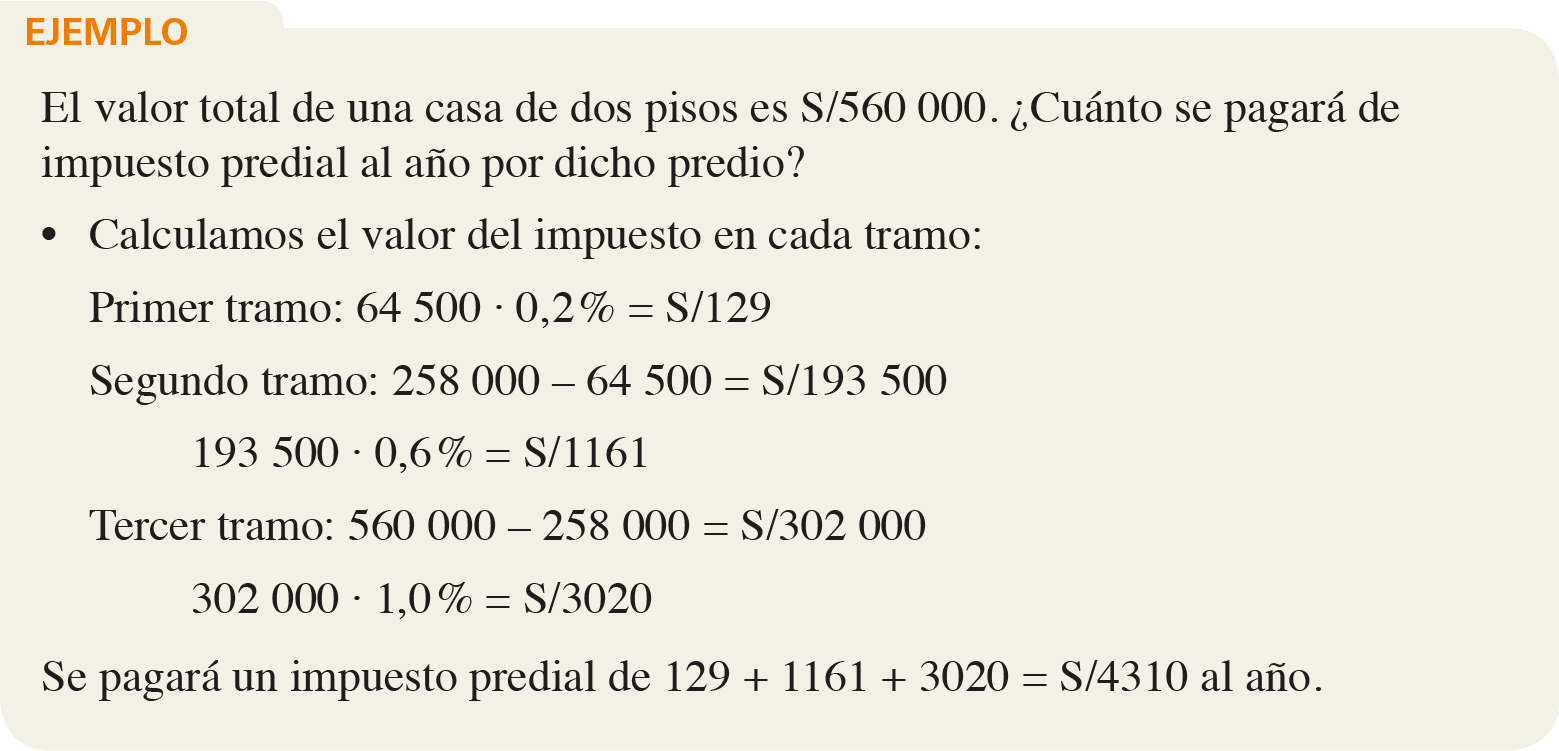 EJEMPLO
El valor total de una casa de dos pisos es S/560 000. ¿Cuánto se pagará de
impuesto predial al año por dicho predio?
• Calculamos el valor del impuesto en cada tramo:
Primer tramo: 64 500 · 0,2% = S/129
Segundo tramo: 258 000 – 64 500 = S/193 500
193 500 · 0,6% = S/1161
Tercer tramo: 560 000 – 258 000 = S/302 000
302 000 · 1,0% = S/3020
Se pagará un impuesto predial de 129 + 1161 + 3020 = S/4310 al año.